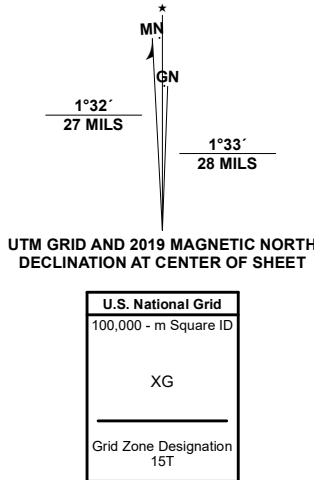 ★
MN
GN
1°32´
27 MILS
1°33´
28 MILS
UTM GRID AND 2019 MAGNETIC NORTH
DECLINATION AT CENTER OF SHEET
U.S. National Grid
100,000 - m Square ID
XG
Grid Zone Designation
15T